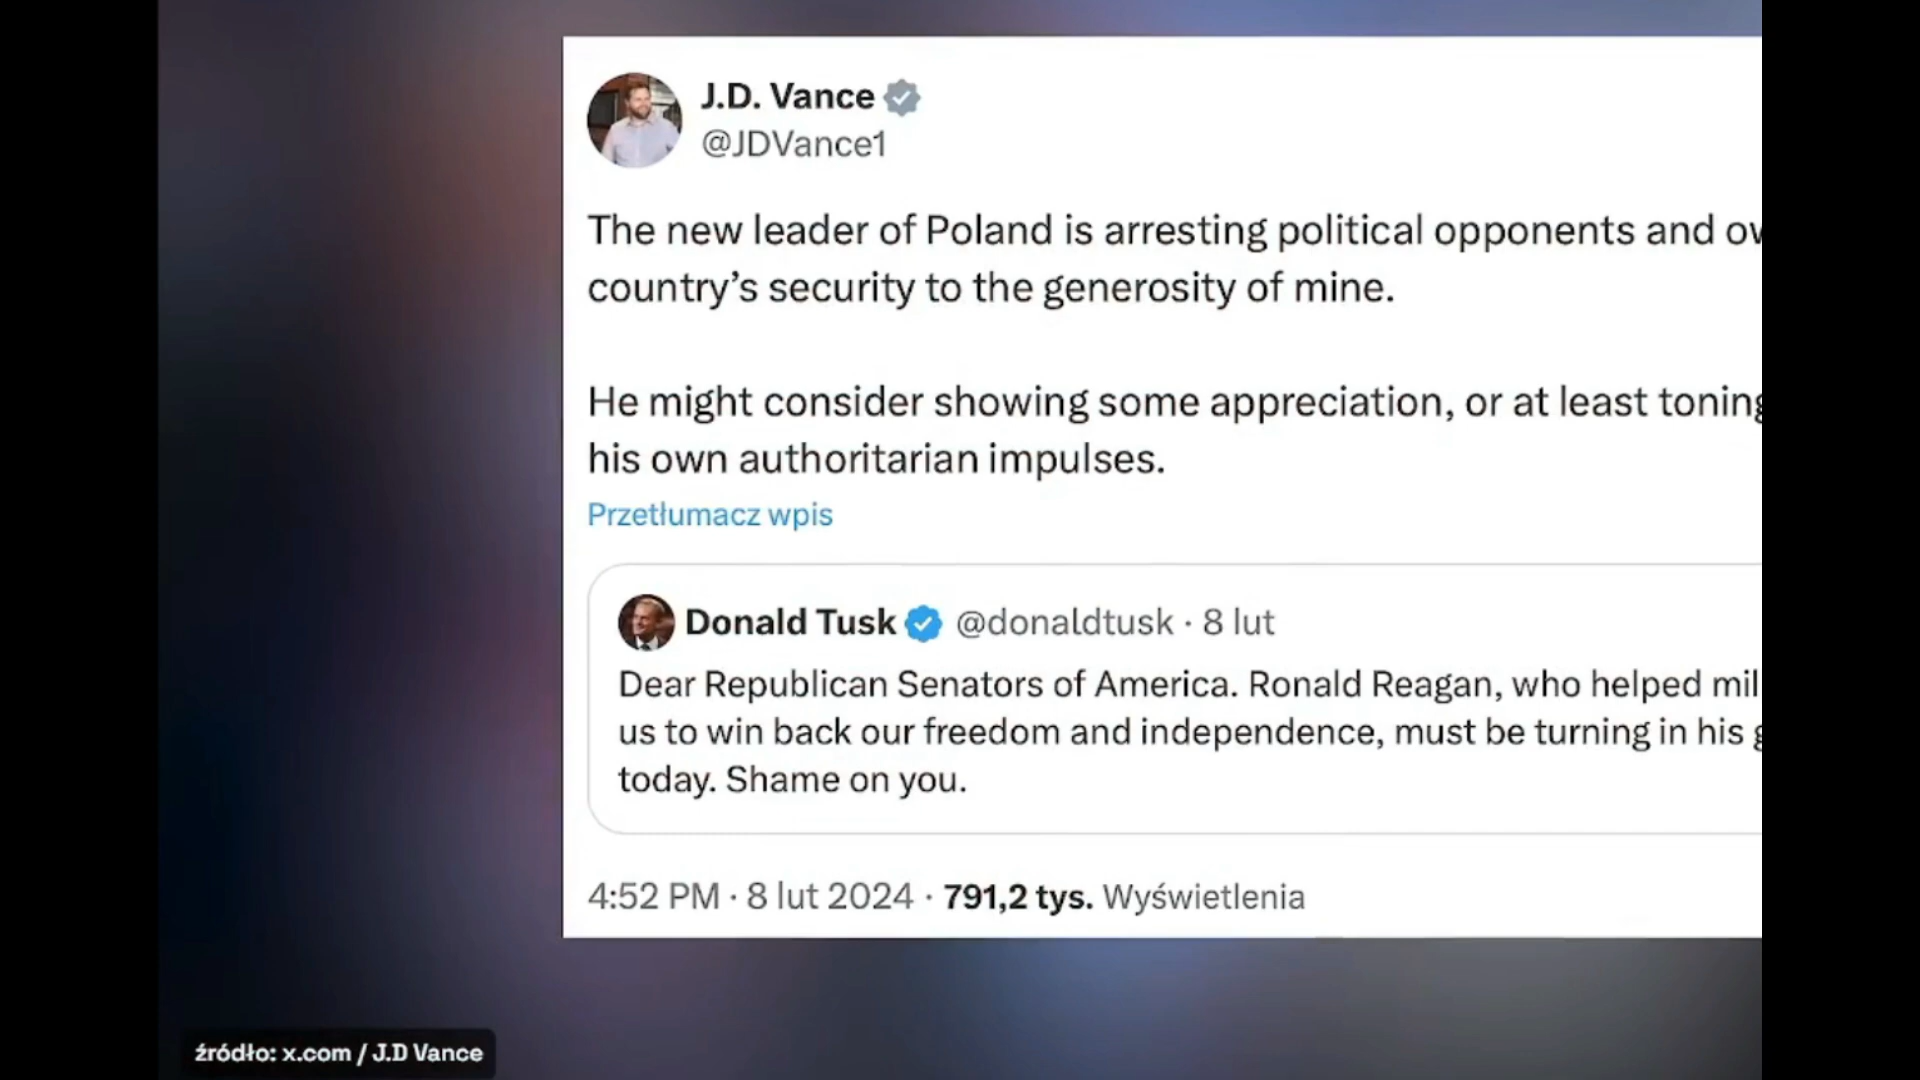 J.D. Vance
@JDVance1
The new leader of Poland is arresting political opponents and
country’s security to the generosity of mine.
He might consider showing some appreciation, or at least toning
his own authoritarian impulses.
Przetłumacz wpis
Donald Tusk @donaldtusk · 8 lut
Dear Republican Senators of America. Ronald Reagan, who helped
us to win back our freedom and independence, must be turning in his
today. Shame on you.
4:52 PM · 8 lut 2024 · 791,2 tys. Wyświetlenia
źródło: x.com / J.D Vance